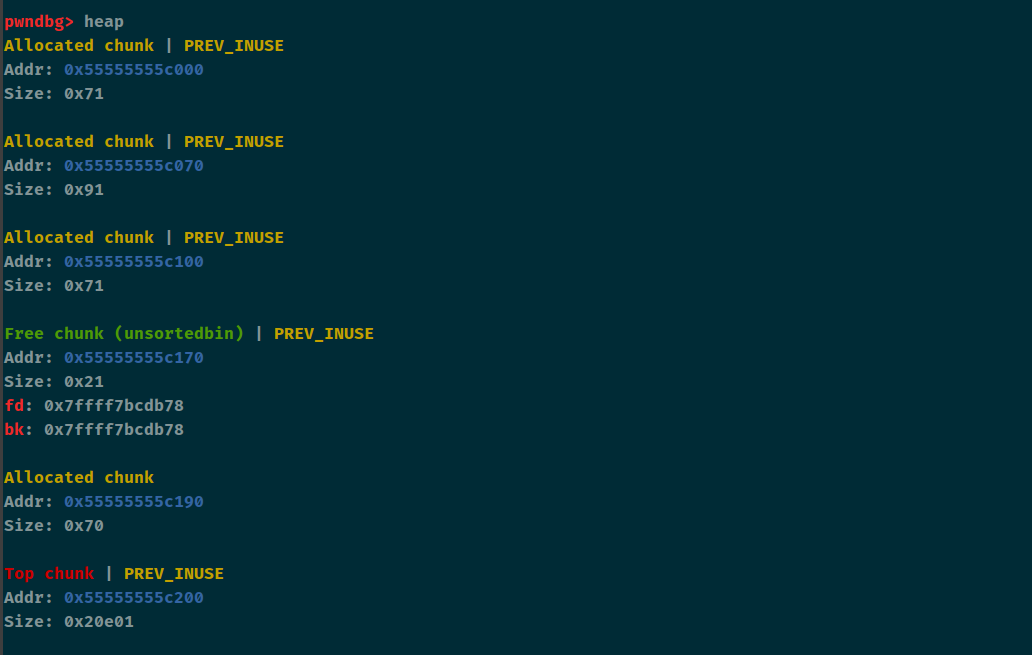 pwndbg> heap
Allocated chunk | PREV_INUSE
Addr: 0x55555555c000
Size: 0x71
Allocated chunk | PREV_INUSE
Addr: 0x55555555c070
Size: 0x91
Allocated chunk | PREV_INUSE
Addr: 0x55555555c100
Size: 0x71
Free chunk (unsortedbin) | PREV_INUSE
Addr: 0x55555555c170
Size: 0x21
fd: 0x7ffff7bcdb78
bk: 0x7ffff7bcdb78
Allocated chunk
Addr: 0x55555555c190
Size: 0x70
Top chunk | PREV_INUSE
Addr: 0x55555555c200
Size: 0x20e01